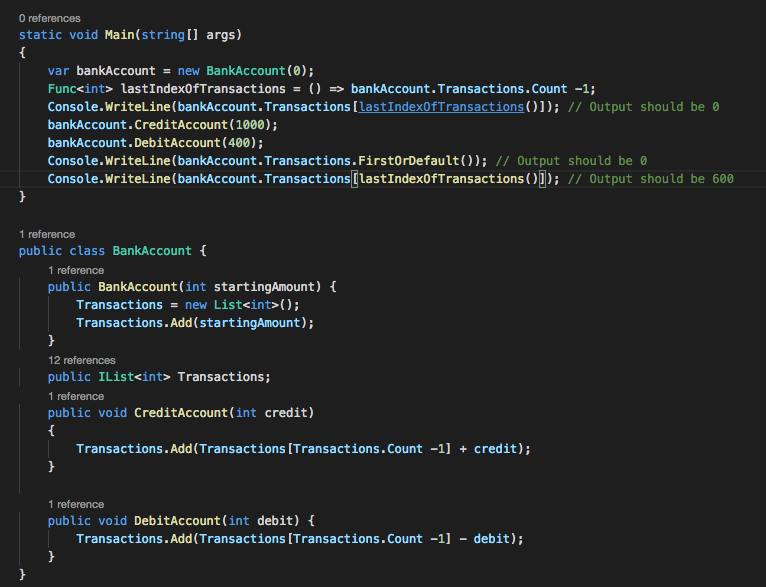 0 references
static void Main(string[] args)
{
var bankAccount = new BankAccount(0);
Func<int> lastIndexOfTransactions = () => bankAccount.Transactions.Count -1;
Console.WriteLine(bankAccount.Transactions[lastIndexOfTransactions()]); // Output should be 0
bankAccount.CreditAccount(1000);
bankAccount.DebitAccount(400);
Console.WriteLine(bankAccount.Transactions.FirstOrDefault()); // Output should be 0
Console.WriteLine(bankAccount.Transactions[lastIndexOfTransactions()]); // Output should be 600
}
1 reference
public class BankAccount {
1 reference
public BankAccount(int startingAmount) {
Transactions = new List<int>();
Transactions.Add(startingAmount);
}
12 references
public IList<int> Transactions;
1 reference
public void CreditAccount(int credit)
{
Transactions.Add(Transactions[Transactions.Count -1] + credit);
}
1 reference
public void DebitAccount(int debit) {
Transactions.Add(Transactions[Transactions.Count -1] - debit);
}
}